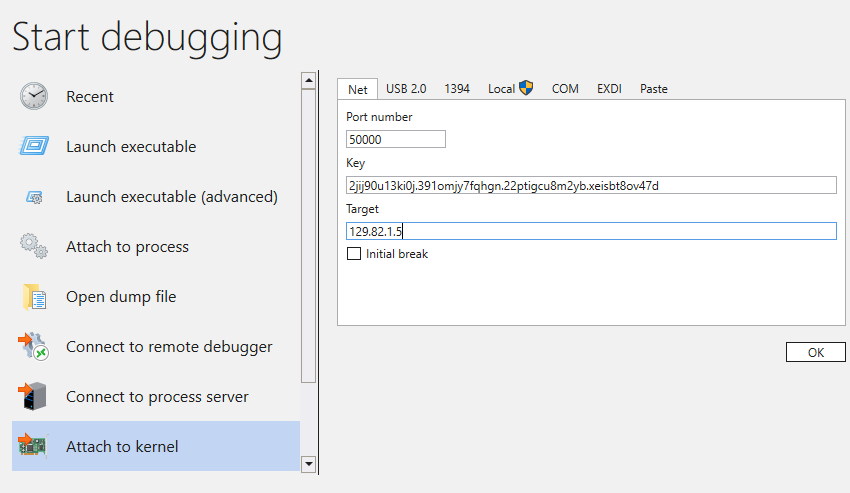 Start debugging
Recent
Launch executable
Launch executable (advanced)
Attach to process
Open dump file
Connect to remote debugger
Connect to process server
Attach to kernel
Net USB 2.0 1394 Local COM EXDI Paste
Port number
50000
Key
2jij90u13ki0j.391omjy7fqhgn.22ptigcu8m2yb.xeisbt8ov47d
Target
129.82.1.5
Initial break
OK